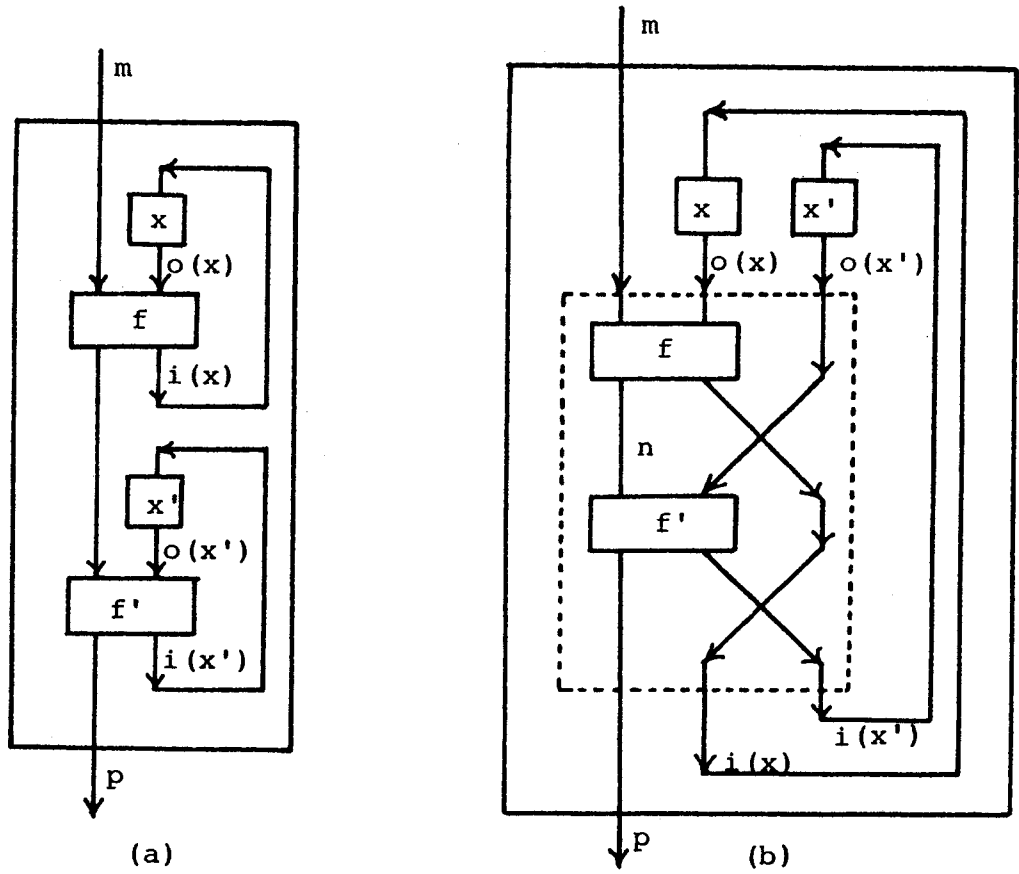 m
x
o(x)
f
i(x)
x'
o(x')
f'
i(x')
p
(a)
m
x
x'
o(x)
o(x')
f
n
f'
i(x')
i(x)
p
(b)